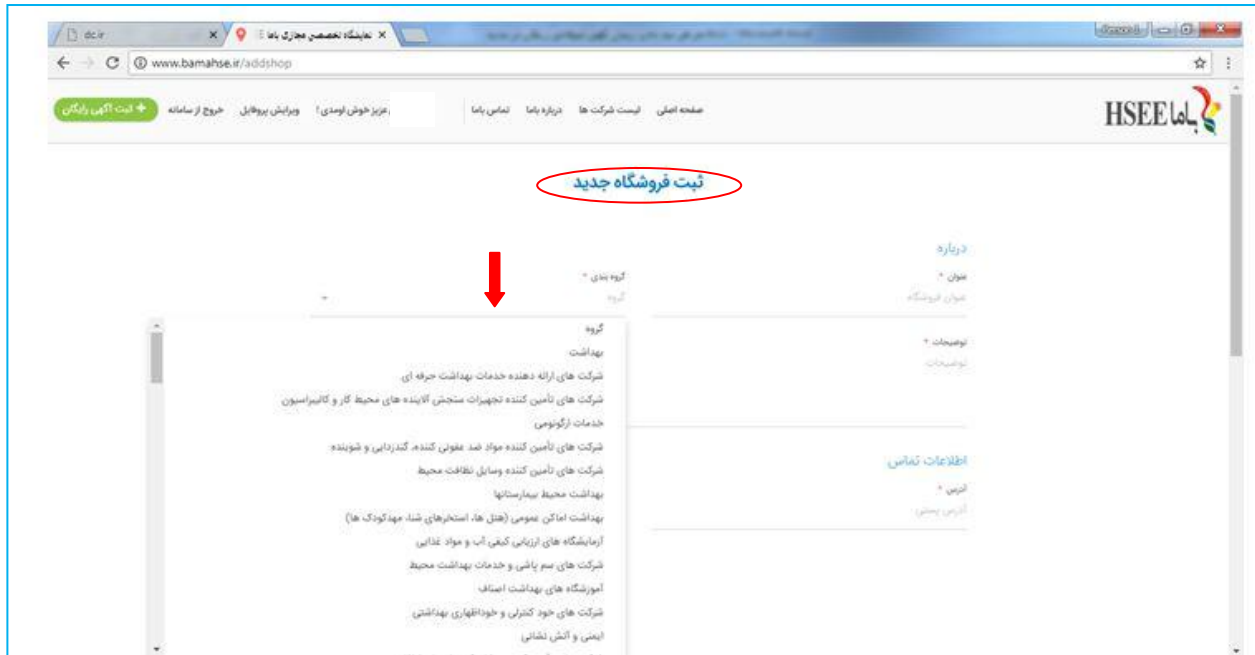 dc.ir
نمایشگاه تخصصی مجازی باما
www.bamahse.ir/addshop
HSEE باما
صفحه اصلی لیست شرکت ها درباره باما تماس باما
عزیز خوش اومدی! ویرایش پروفایل خروج از سامانه
+ ثبت آگهی رایگان
ثبت فروشگاه جدید
درباره
عنوان *
عنوان فروشگاه
گروه بندی *
گروه
توضیحات *
توضیحات
گروه
بهداشت
شرکت های ارائه دهنده خدمات بهداشت حرفه ای
شرکت های تأمین کننده تجهیزات سنجش آلاینده های محیط کار و کالیبراسیون
خدمات ارگونومی
شرکت های تأمین کننده مواد ضد عفونی کننده، گندزدایی و شوینده
شرکت های تأمین کننده وسایل نظافت محیط
بهداشت محیط بیمارستانها
بهداشت اماکن عمومی (هتل ها، استخرهای شنا، مهدکودک ها)
آزمایشگاه های ارزیابی کیفی آب و مواد غذایی
شرکت های سم پاشی و خدمات بهداشت محیط
آموزشگاه های بهداشت اصناف
شرکت های خود کنترلی و خوداظهاری بهداشتی
ایمنی و آتش نشانی
اطلاعات تماس
آدرس *
آدرس پستی